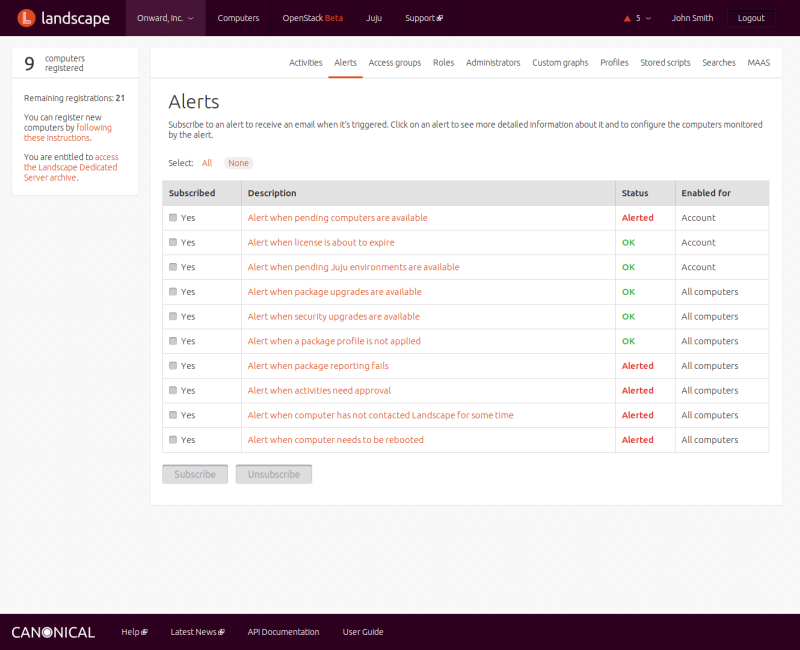 landscape Onward, Inc. Computers OpenStack Beta Juju Support 5 John Smith Logout
9 computers registered
Activities Alerts Access groups Roles Administrators Custom graphs Profiles Stored scripts Searches MAAS
Remaining registrations: 21
You can register new
computers by following
these instructions.
You are entitled to access
the Landscape Dedicated
Server archive.
Alerts
Subscribe to an alert to receive an email when it's triggered. Click on an alert to see more detailed information about it and to configure the computers monitored
by the alert.
Select: All None
Subscribed Description Status Enabled for
Yes Alert when pending computers are available Alerted Account
Yes Alert when license is about to expire OK Account
Yes Alert when pending Juju environments are available OK Account
Yes Alert when package upgrades are available OK All computers
Yes Alert when security upgrades are available OK All computers
Yes Alert when a package profile is not applied OK All computers
Yes Alert when package reporting fails Alerted All computers
Yes Alert when activities need approval Alerted All computers
Yes Alert when computer has not contacted Landscape for some time Alerted All computers
Yes Alert when computer needs to be rebooted Alerted All computers
Subscribe Unsubscribe
CANONICAL Help Latest News API Documentation User Guide